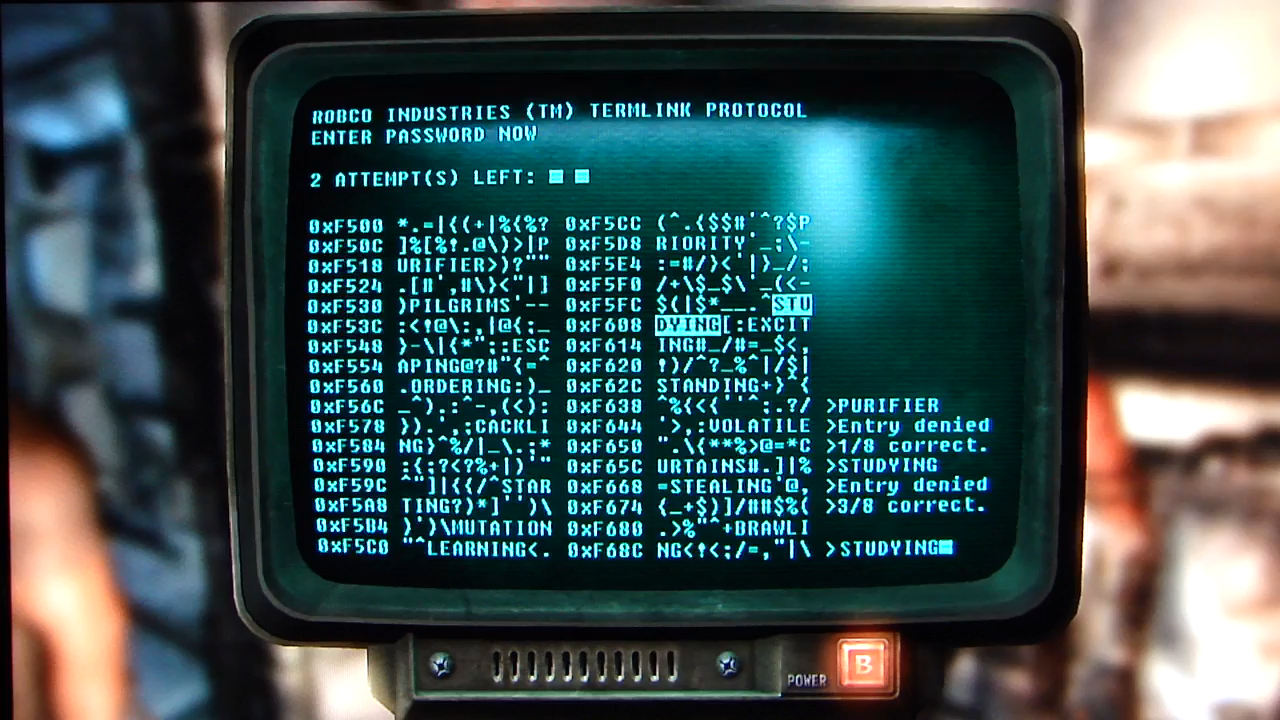 ROBCO INDUSTRIES (TM) TERMLINK PROTOCOL
ENTER PASSWORD NOW
2 ATTEMPT(S) LEFT: ■ ■
0xF500 *.=|{(+|%{%? 0xF5CC (^.{$$#'^?$P
0xF50C ]%[%!.@\)>|P 0xF5D8 RIORITY'_;\-
0xF518 URIFIER>)?"" 0xF5E4 :=#/}<'|}_/;
0xF524 .[#',#\}<"|] 0xF5F0 /+\$_$\'_(<-
0xF530 )PILGRIMS'-- 0xF5FC $(|$*__.^STU
0xF53C :<!@\:,|@{;_ 0xF608 DYING[:EXCIT
0xF548 }-\|{*";:ESC 0xF614 ING#_/#=_$<,
0xF554 APING@?#"{=^ 0xF620 !)/^?_%^|/$|
0xF560 .ORDERING:)_ 0xF62C STANDING+}^{
0xF56C _^).:^-,(<): 0xF638 ^%{<{''^;.?/ >PURIFIER
0xF578 }).',;CACKLI 0xF644 '>,:VOLATILE >Entry denied
0xF584 NG}^%/|_\.;* 0xF650 ".\{**%>@=*C >1/8 correct.
0xF590 :{;?<?%+|)'" 0xF65C URTAINS#.]|% >STUDYING
0xF59C ^"]|{(/^STAR 0xF668 =STEALING'@, >Entry denied
0xF5A8 TING?)*]'')\ 0xF674 {_+$)]/##$%{ >3/8 correct.
0xF5B4 }')\MUTATION 0xF680 .>%"^+BRAWLI
0xF5C0 "^LEARNING<. 0xF68C NG<!<;/=,"|\ >STUDYING■
POWER B